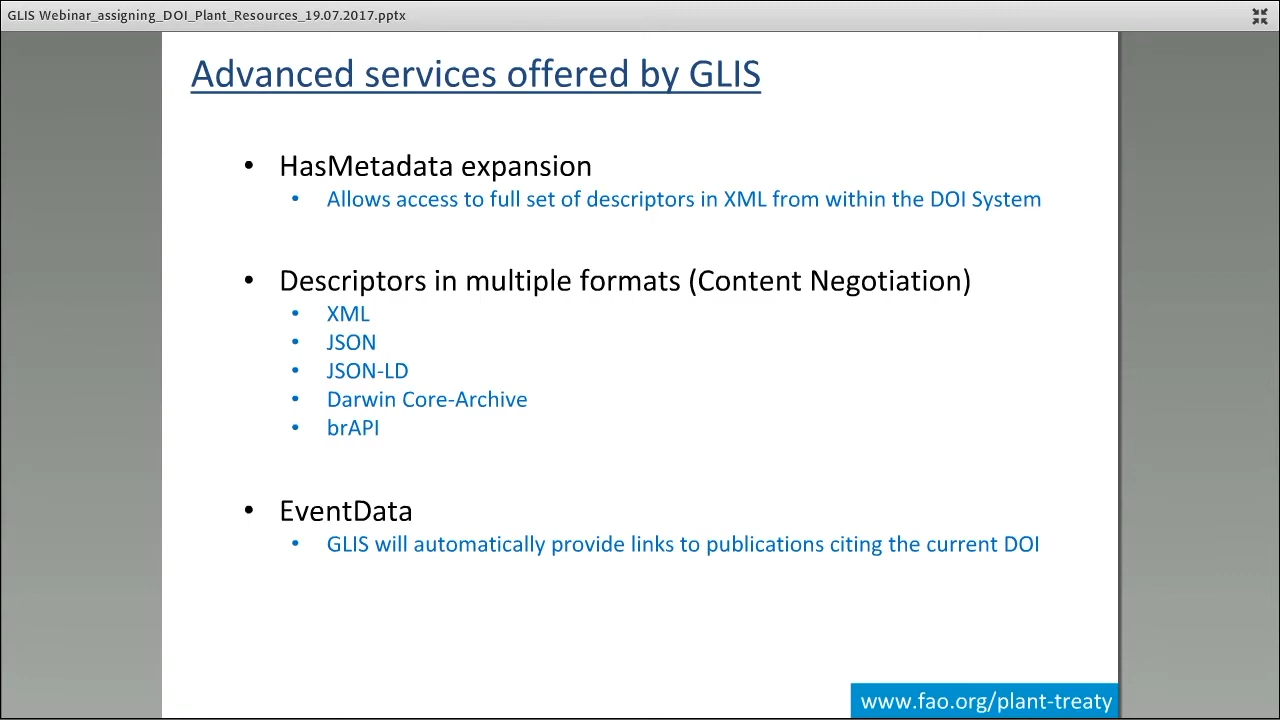 GLIS Webinar_assigning_DOI_Plant_Resources_19.07.2017.pptx
Advanced services offered by GLIS
• HasMetadata expansion
• Allows access to full set of descriptors in XML from within the DOI System
• Descriptors in multiple formats (Content Negotiation)
• XML
• JSON
• JSON-LD
• Darwin Core-Archive
• brAPI
• EventData
• GLIS will automatically provide links to publications citing the current DOI
www.fao.org/plant-treaty